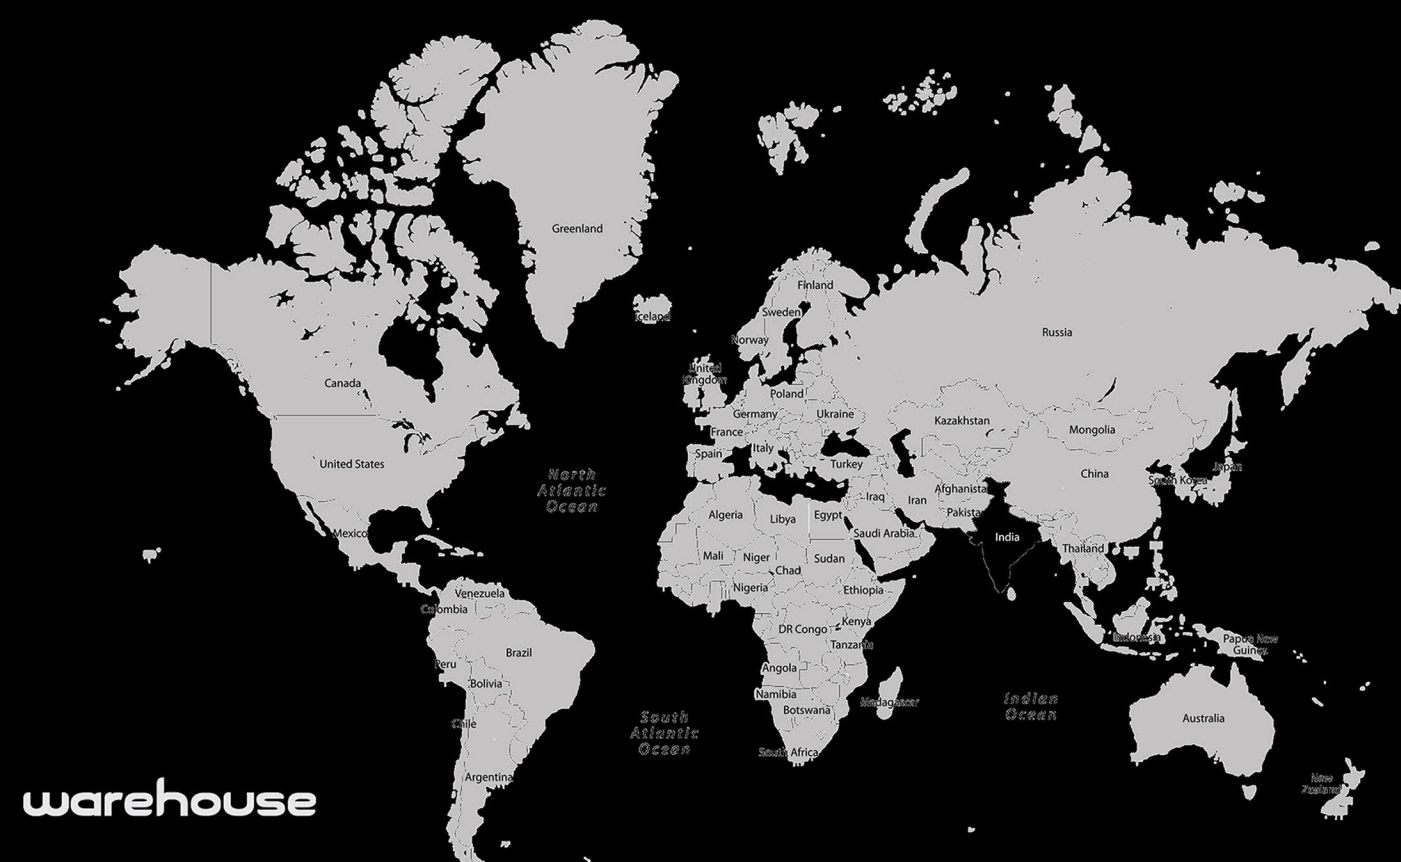 Greenland
Iceland
Finland
Sweden
Norway
Russia
United
Kingdom
Canada
Poland
Germany
Ukraine
Kazakhstan
Mongolia
France
Italy
Spain
Turkey
United States
China
Japan
South Korea
North
Atlantic
Ocean
Afghanista
Iraq
Iran
Pakista
Algeria
Libya
Egypt
Saudi Arabia
Mexico
India
Thailand
Mali
Niger
Sudan
Chad
Nigeria
Ethiopia
Venezuela
Colombia
Kenya
DR Congo
Tanzania
Indonesia
Papua New
Guinea
Brazil
Peru
Angola
Bolivia
Namibia
Madagascar
Indian
Ocean
Botswana
South
Atlantic
Ocean
Australia
Chile
South Africa
Argentina
New
Zealand
warehouse